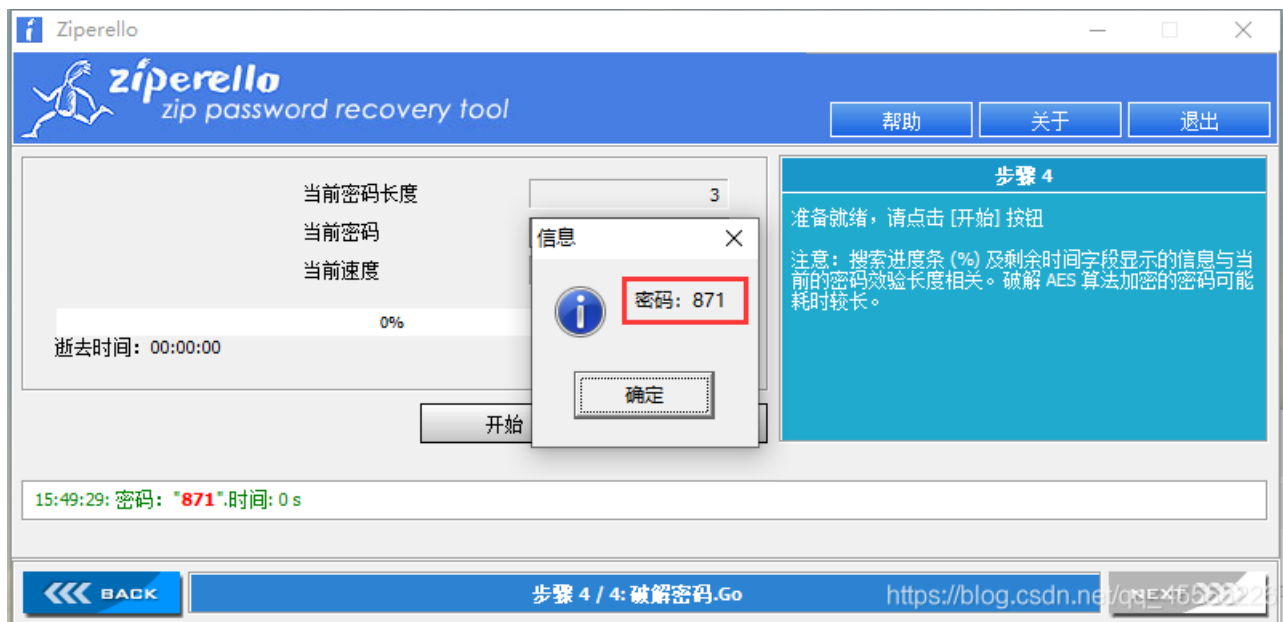 Ziperello
ziperello
zip password recovery tool
帮助
关于
退出
当前密码长度
3
当前密码
当前速度
0%
逝去时间：00:00:00
开始
信息
密码：871
确定
步骤 4
准备就绪，请点击 [开始] 按钮
注意：搜索进度条 (%) 及剩余时间字段显示的信息与当
前的密码效验长度相关。破解 AES 算法加密的密码可能
耗时较长。
15:49:29: 密码："871".时间: 0 s
BACK
步骤 4 / 4: 破解密码.Go
NEXT